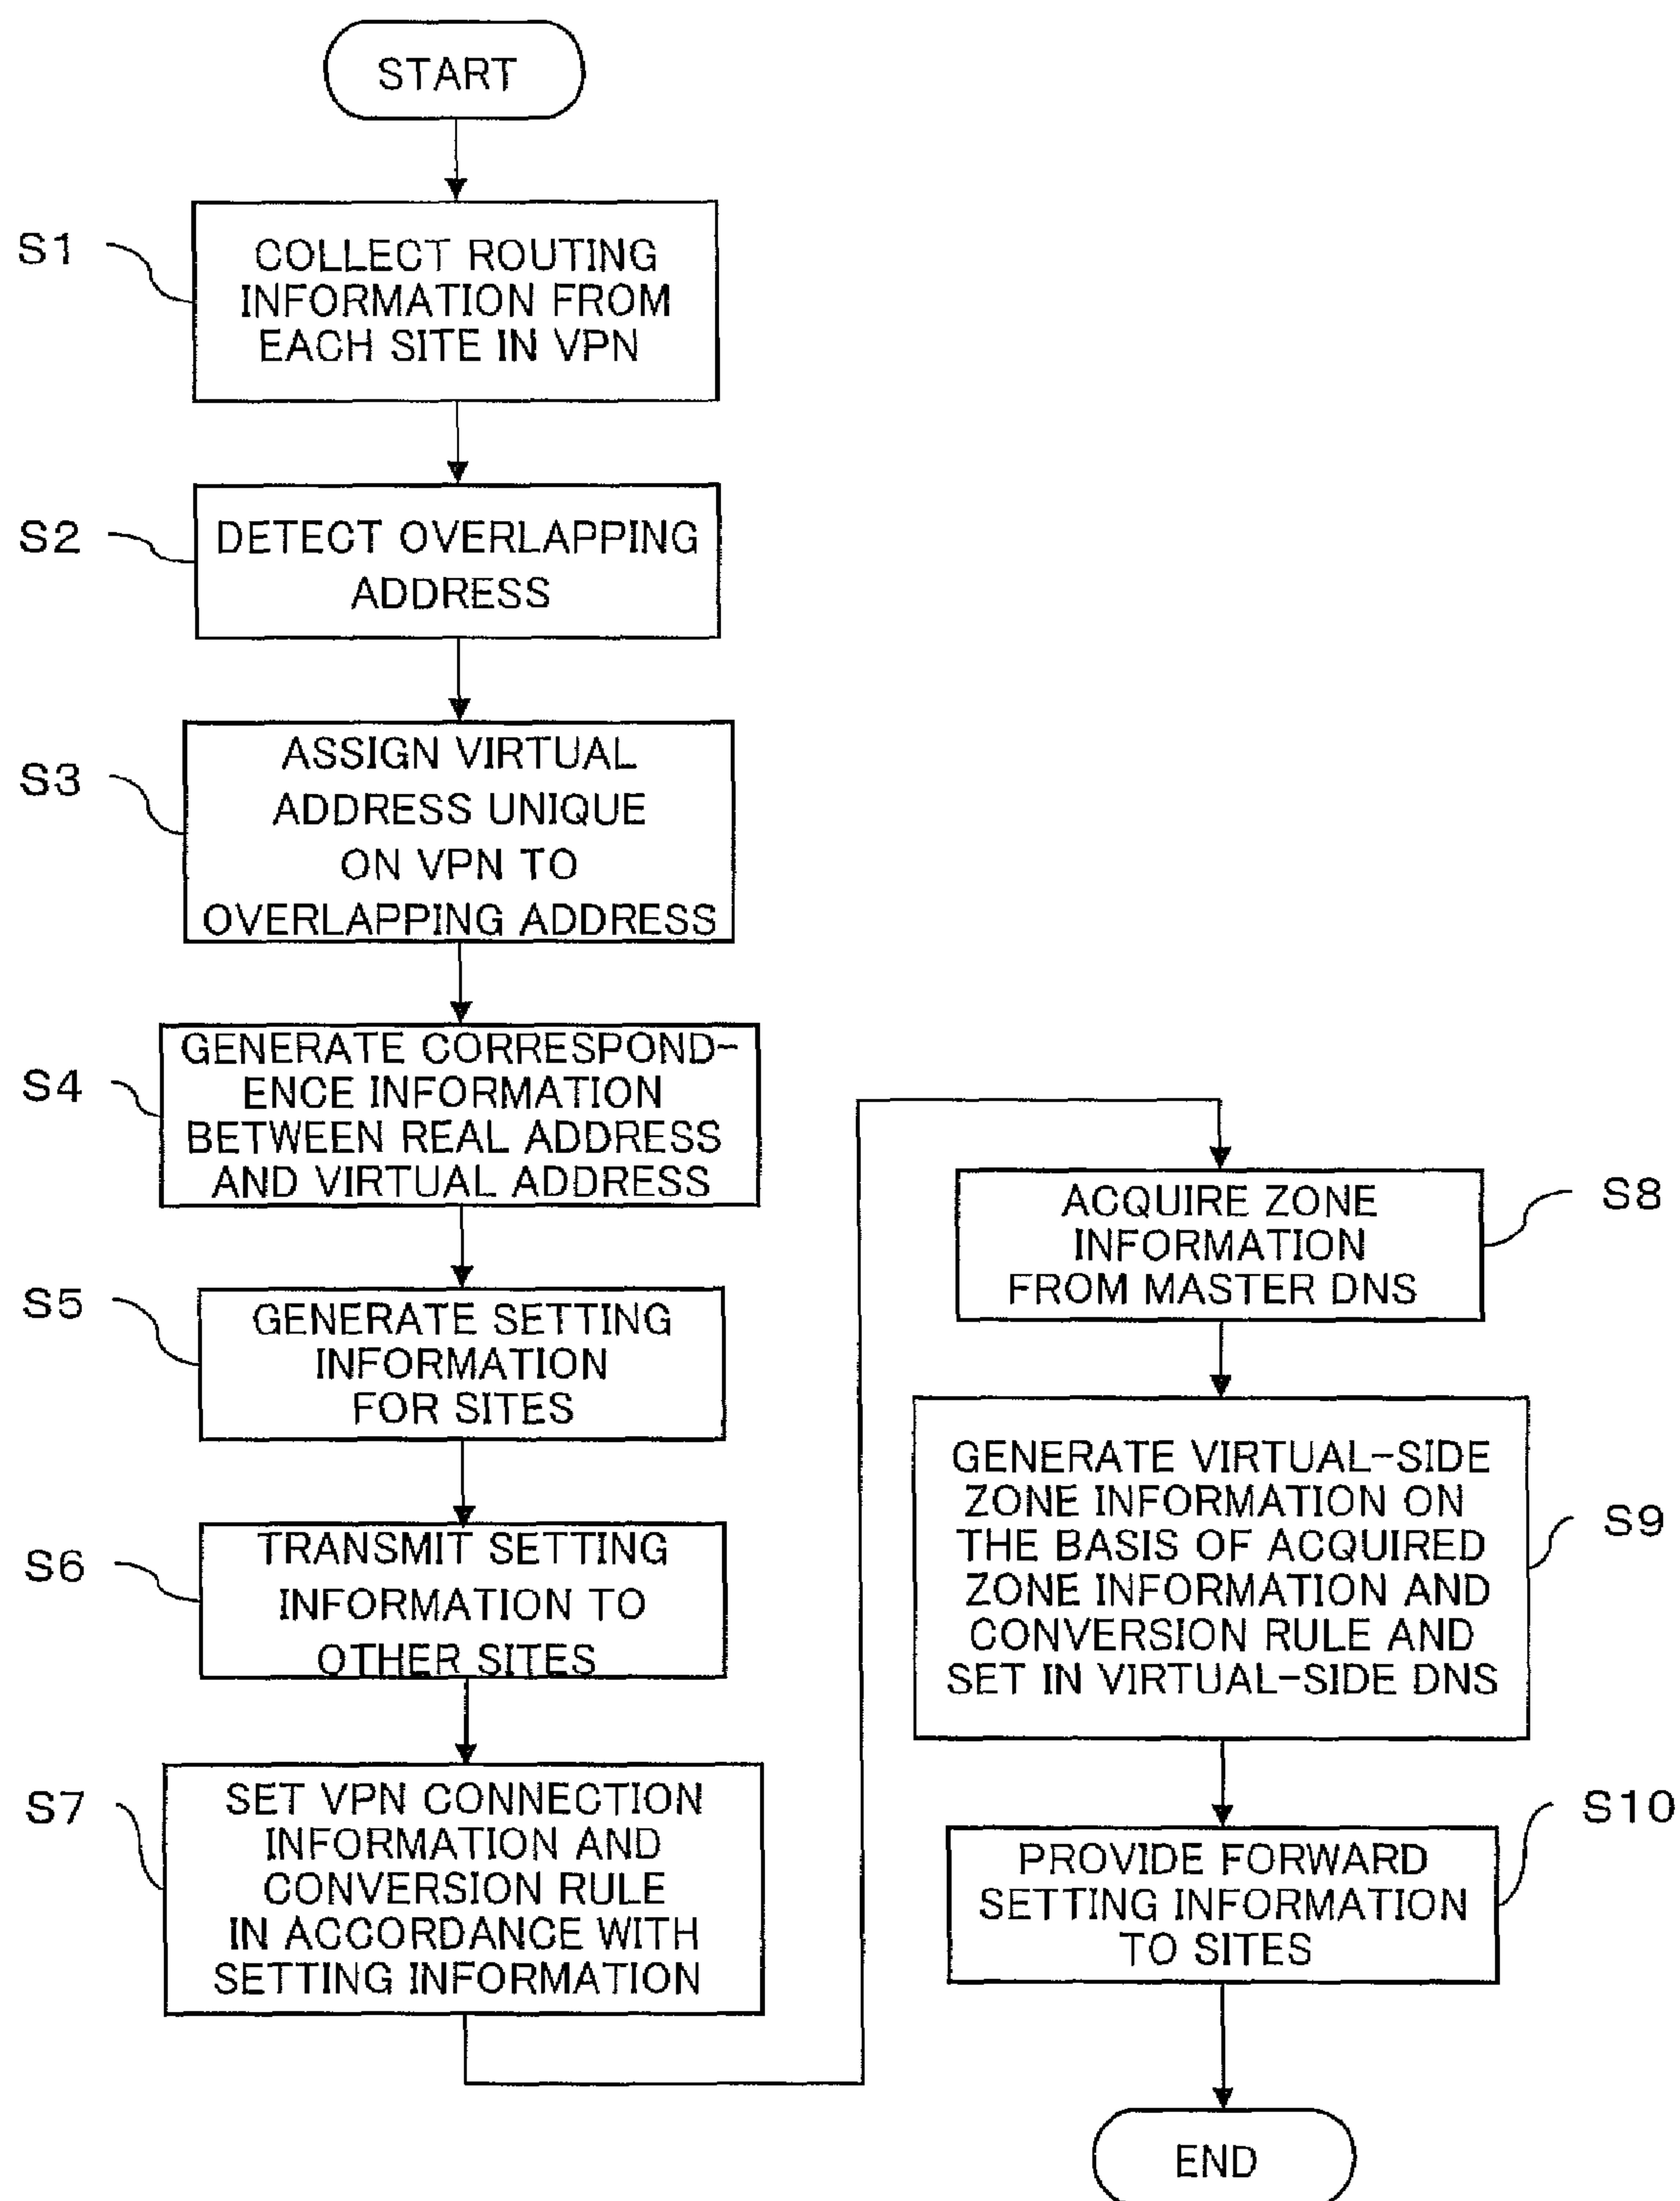 START
S1
COLLECT ROUTING
INFORMATION FROM
EACH SITE IN VPN
S2
DETECT OVERLAPPING
ADDRESS
S3
ASSIGN VIRTUAL
ADDRESS UNIQUE
ON VPN TO
OVERLAPPING ADDRESS
S4
GENERATE CORRESPOND-
ENCE INFORMATION
BETWEEN REAL ADDRESS
AND VIRTUAL ADDRESS
S5
GENERATE SETTING
INFORMATION
FOR SITES
S6
TRANSMIT SETTING
INFORMATION TO
OTHER SITES
S7
SET VPN CONNECTION
INFORMATION AND
CONVERSION RULE
IN ACCORDANCE WITH
SETTING INFORMATION
S8
ACQUIRE ZONE
INFORMATION
FROM MASTER DNS
S9
GENERATE VIRTUAL-SIDE
ZONE INFORMATION ON
THE BASIS OF ACQUIRED
ZONE INFORMATION AND
CONVERSION RULE AND
SET IN VIRTUAL-SIDE DNS
S10
PROVIDE FORWARD
SETTING INFORMATION
TO SITES
END